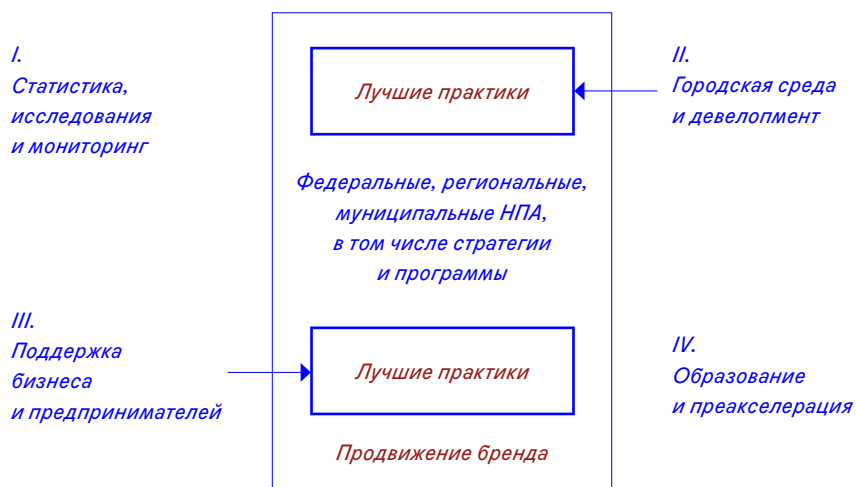 I.
Статистика,
исследования
и мониторинг
Лучшие практики
II.
Городская среда
и девелопмент
Федеральные, региональные,
муниципальные НПА,
в том числе стратегии
и программы
III.
Поддержка
бизнеса
и предпринимателей
Лучшие практики
IV.
Образование
и преакселерация
Продвижение бренда